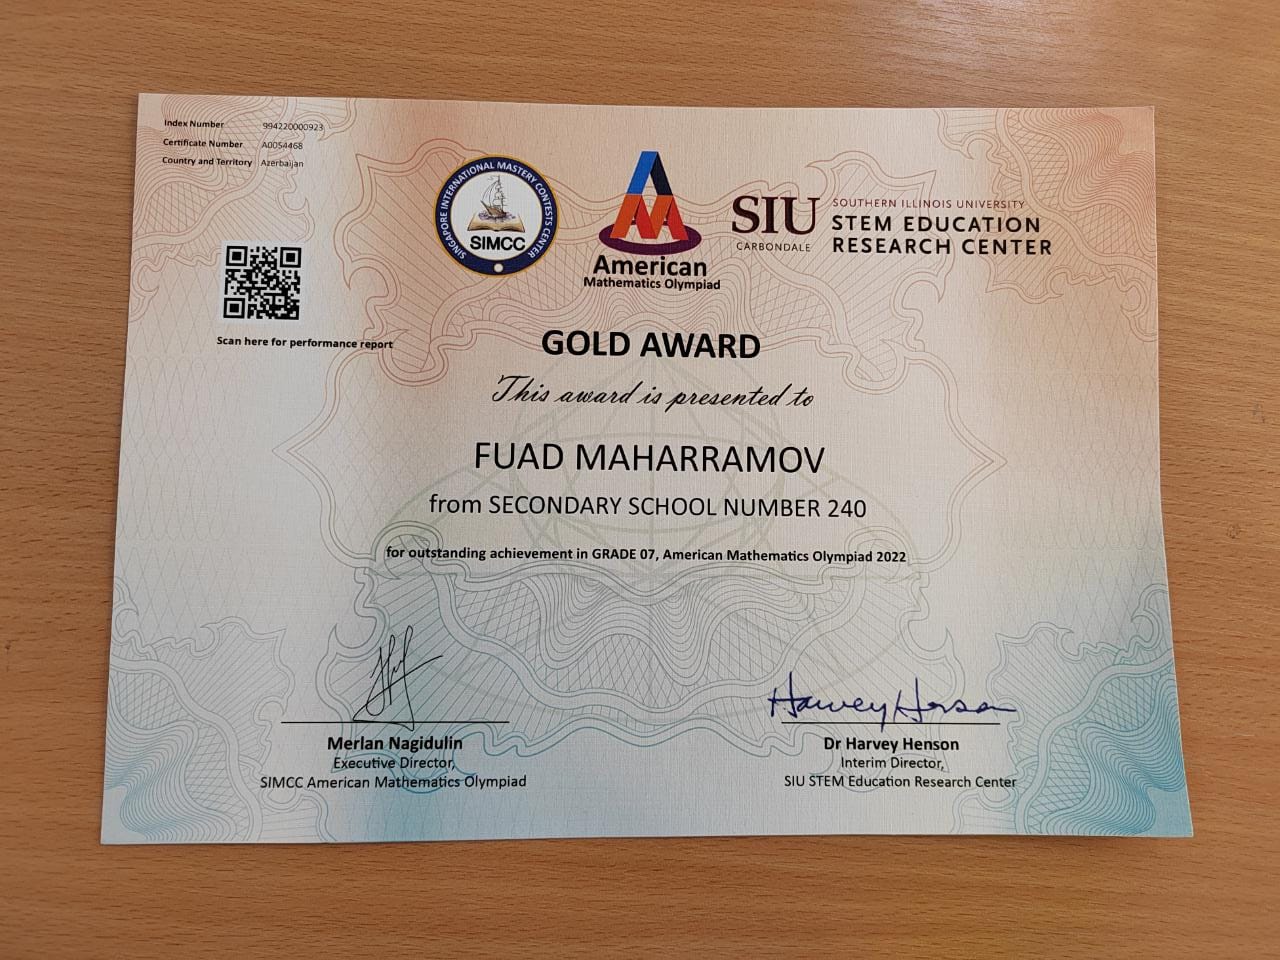 Index Number 994220000923
Certificate Number A0054468
Country and Territory Azerbaijan
SINGAPORE INTERNATIONAL MASTERY CONTESTS CENTER
SIMCC
American
Mathematics Olympiad
SIU
CARBONDALE
SOUTHERN ILLINOIS UNIVERSITY
STEM EDUCATION
RESEARCH CENTER
Scan here for performance report
GOLD AWARD
This award is presented to
FUAD MAHARRAMOV
from SECONDARY SCHOOL NUMBER 240
for outstanding achievement in GRADE 07, American Mathematics Olympiad 2022
Harvey Henson
Merlan Nagidulin
Executive Director,
SIMCC American Mathematics Olympiad
Dr Harvey Henson
Interim Director,
SIU STEM Education Research Center